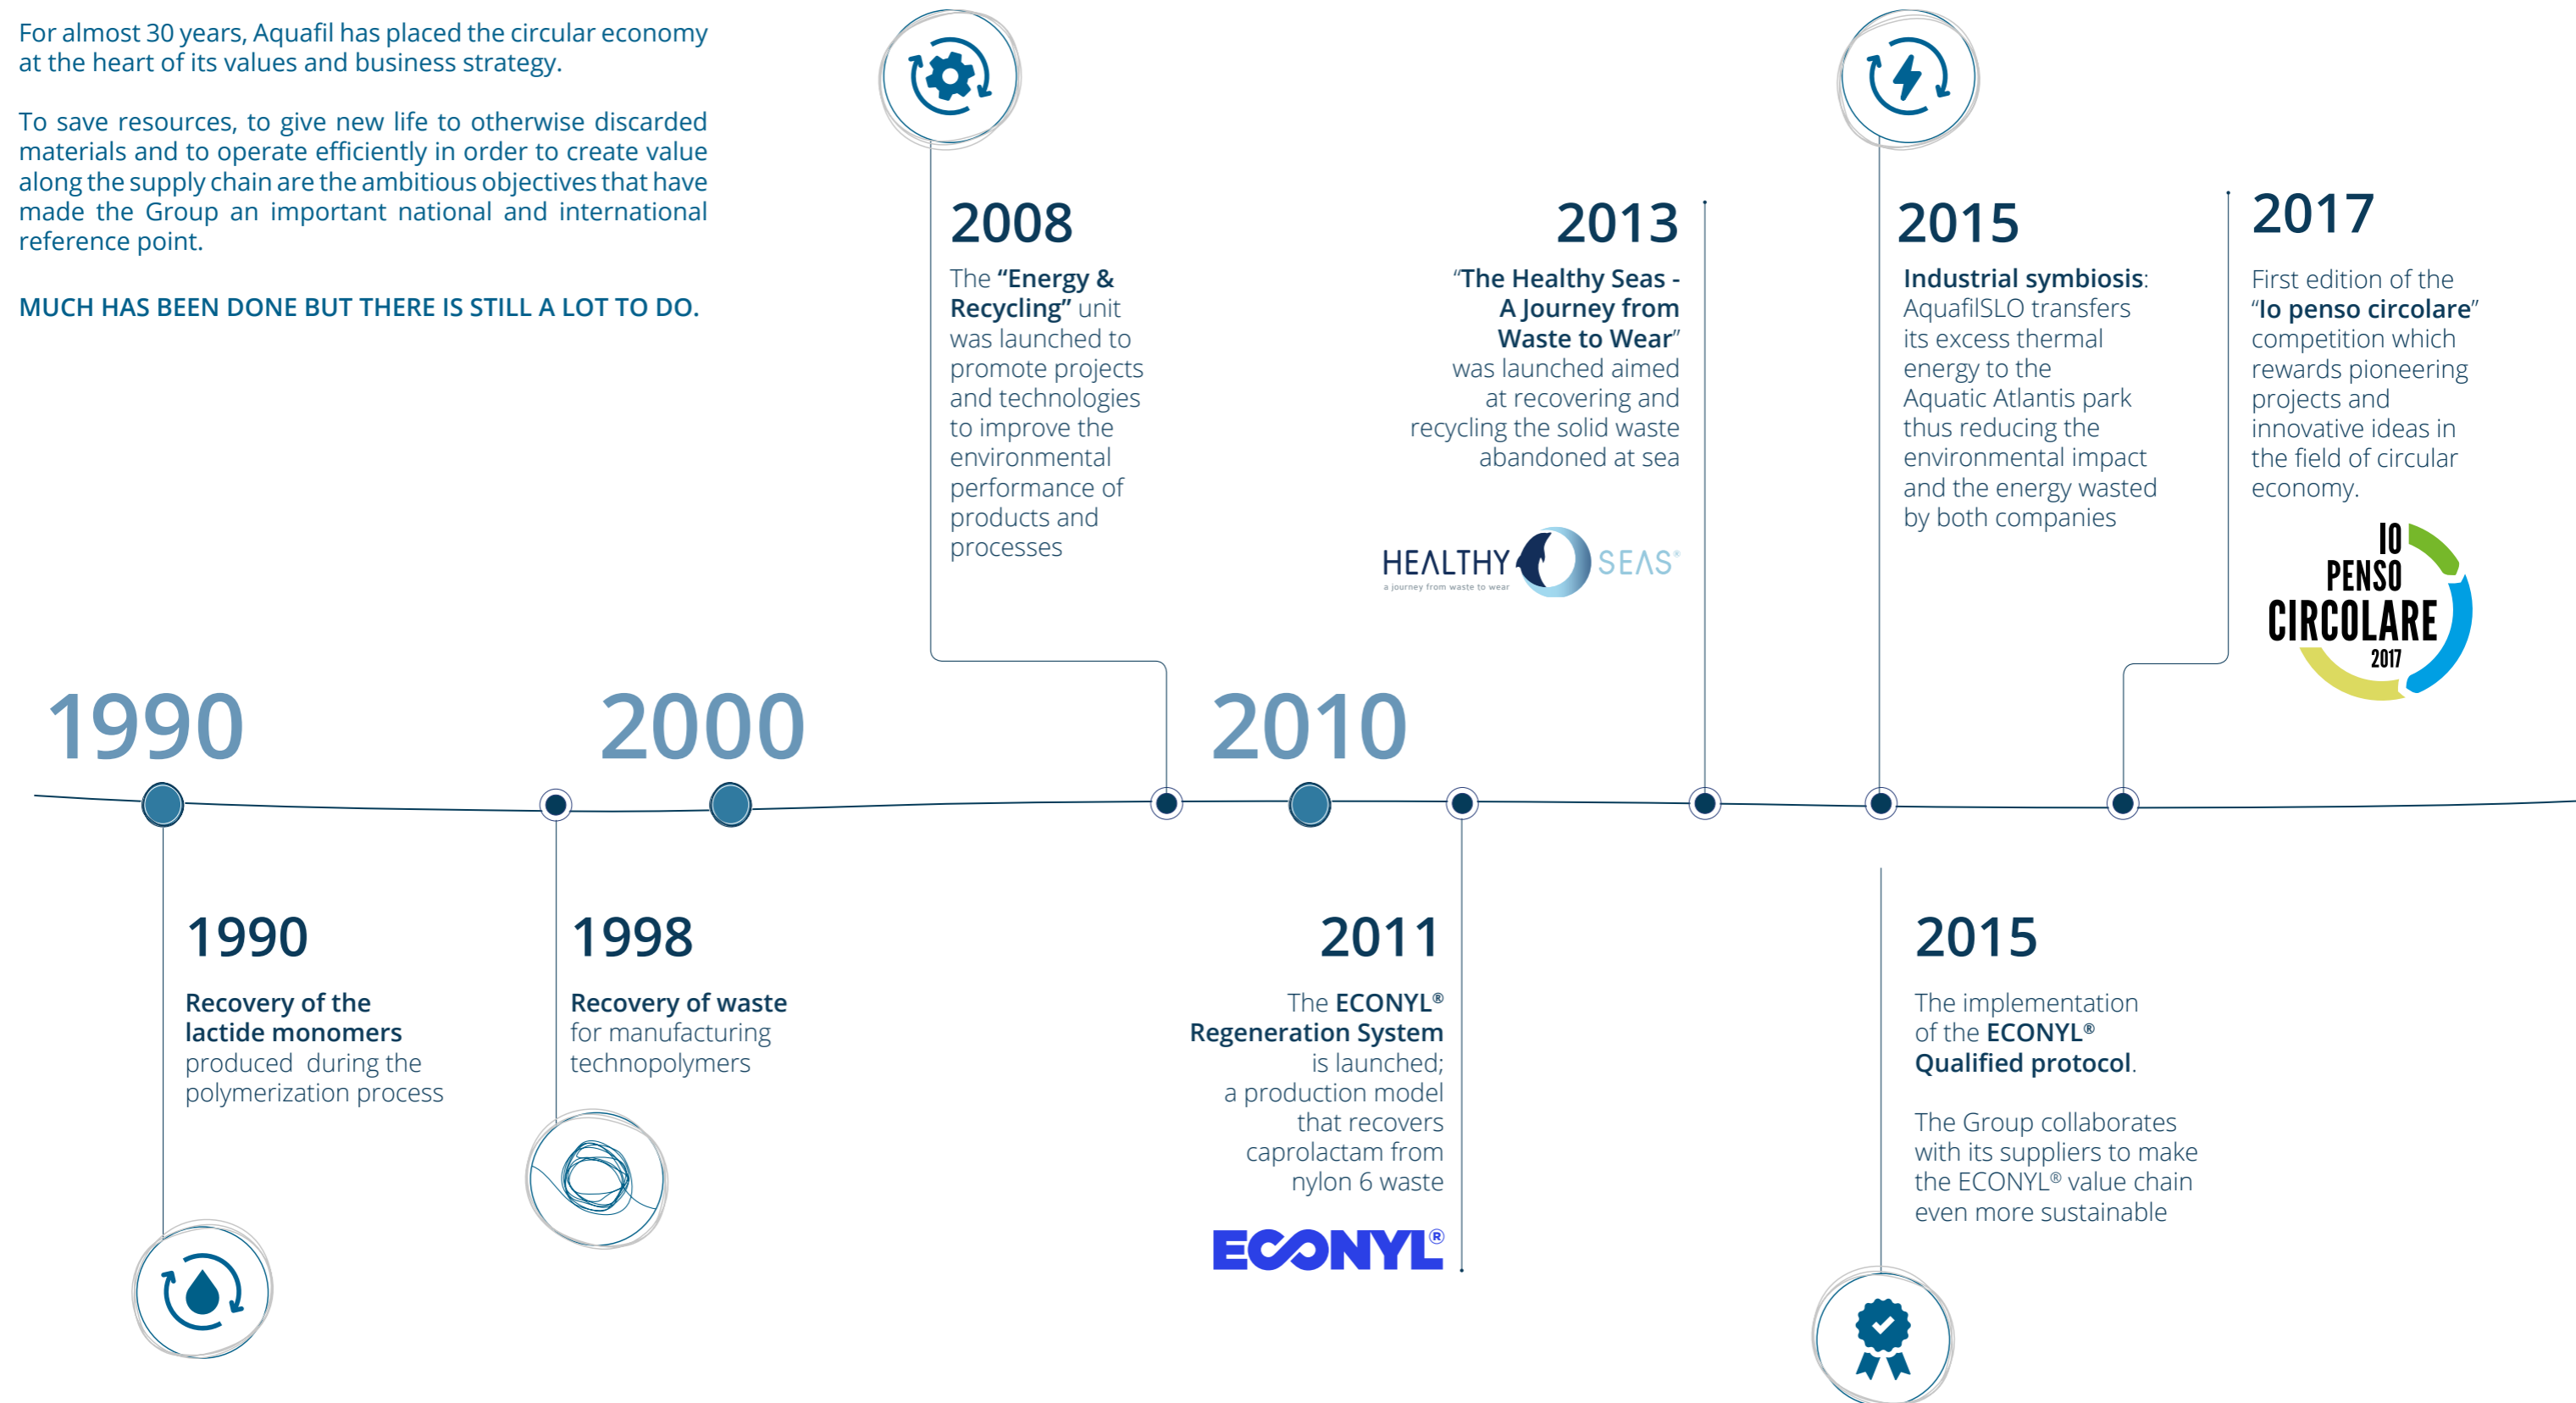 For almost 30 years, Aquafil has placed the circular economy
at the heart of its values and business strategy.
To save resources, to give new life to otherwise discarded
materials and to operate efficiently in order to create value
along the supply chain are the ambitious objectives that have
made the Group an important national and international
reference point.
MUCH HAS BEEN DONE BUT THERE IS STILL A LOT TO DO.
2008
The “Energy &
Recycling” unit
was launched to
promote projects
and technologies
to improve the
environmental
performance of
products and
processes
2013
“The Healthy Seas -
A Journey from
Waste to Wear”
was launched aimed
at recovering and
recycling the solid waste
abandoned at sea
HEALTHY SEAS®
a journey from waste to wear
2015
Industrial symbiosis:
AquafilSLO transfers
its excess thermal
energy to the
Aquatic Atlantis park
thus reducing the
environmental impact
and the energy wasted
by both companies
2017
First edition of the
“Io penso circolare”
competition which
rewards pioneering
projects and
innovative ideas in
the field of circular
economy.
IO
PENSO
CIRCOLARE
2017
1990
2000
2010
1990
Recovery of the
lactide monomers
produced during the
polymerization process
1998
Recovery of waste
for manufacturing
technopolymers
2011
The ECONYL®
Regeneration System
is launched;
a production model
that recovers
caprolactam from
nylon 6 waste
ECONYL®
2015
The implementation
of the ECONYL®
Qualified protocol.
The Group collaborates
with its suppliers to make
the ECONYL® value chain
even more sustainable